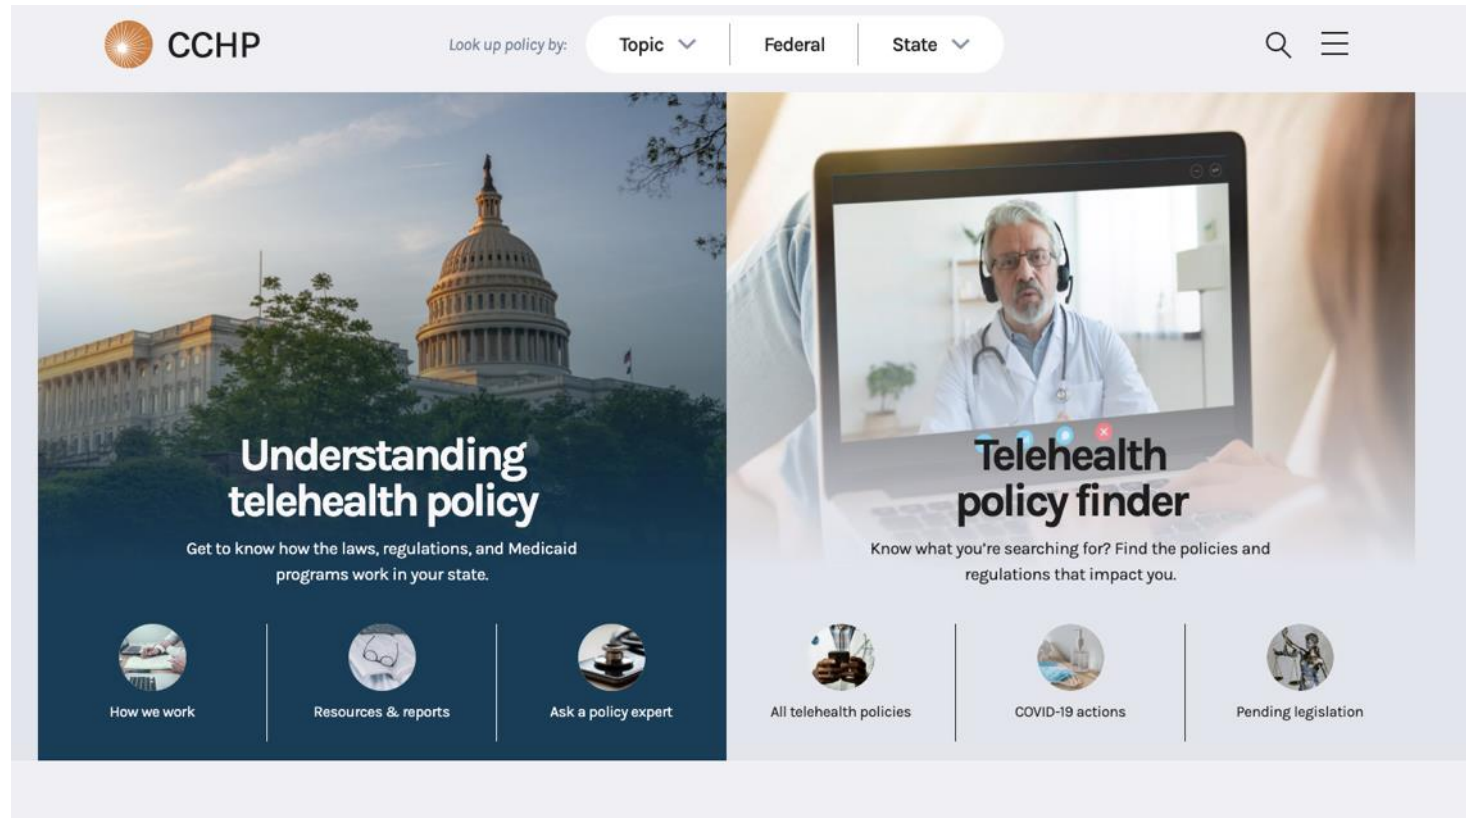 CCHP
Look up policy by:
Topic
Federal
State
Understanding
telehealth policy
Get to know how the laws, regulations, and Medicaid
programs work in your state.
How we work
Resources & reports
Ask a policy expert
Telehealth
policy finder
Know what you're searching for? Find the policies and
regulations that impact you.
All telehealth policies
COVID-19 actions
Pending legislation